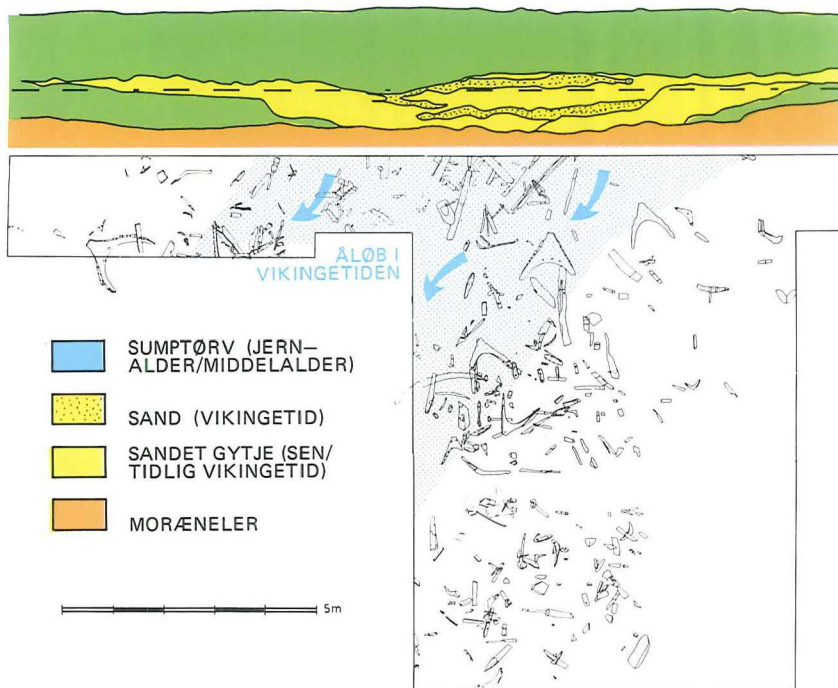 ÅLØB I
VIKINGETIDEN
SUMPTØRV (JERN–
ALDER/MIDDELALDER)
SAND (VIKINGETID)
SANDET GYTJE (SEN/
TIDLIG VIKINGETID)
MORÆNELER
5m